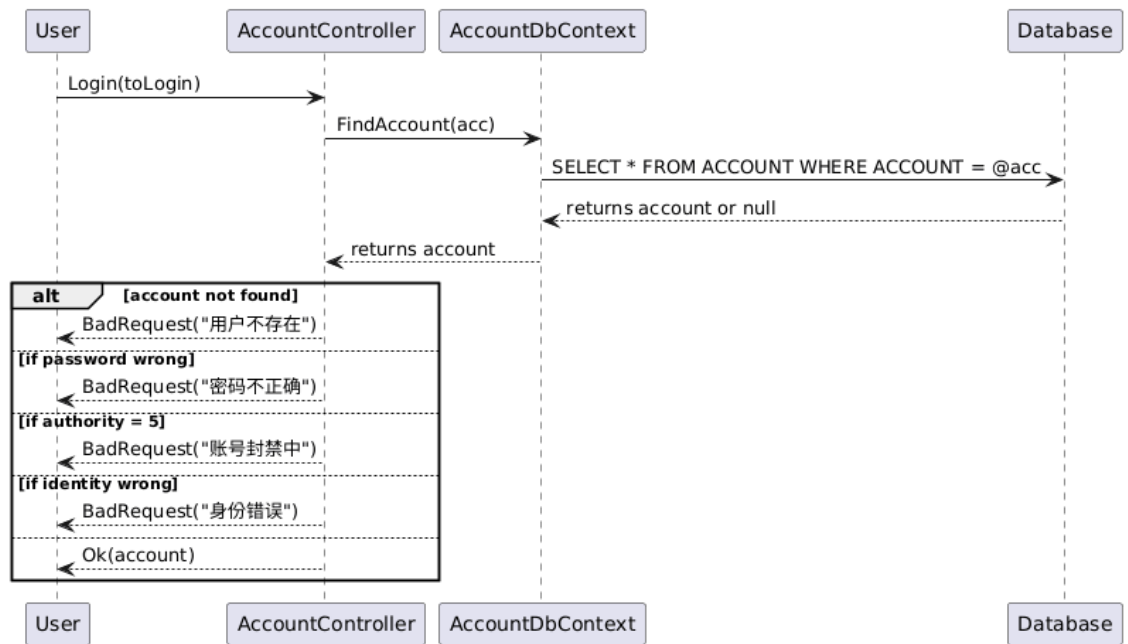 User AccountController AccountDbContext Database
Login(toLogin)
FindAccount(acc)
SELECT * FROM ACCOUNT WHERE ACCOUNT = @acc
returns account or null
returns account
alt [account not found]
BadRequest("用户不存在")
[if password wrong]
BadRequest("密码不正确")
[if authority = 5]
BadRequest("账号封禁中")
[if identity wrong]
BadRequest("身份错误")
Ok(account)
User AccountController AccountDbContext Database